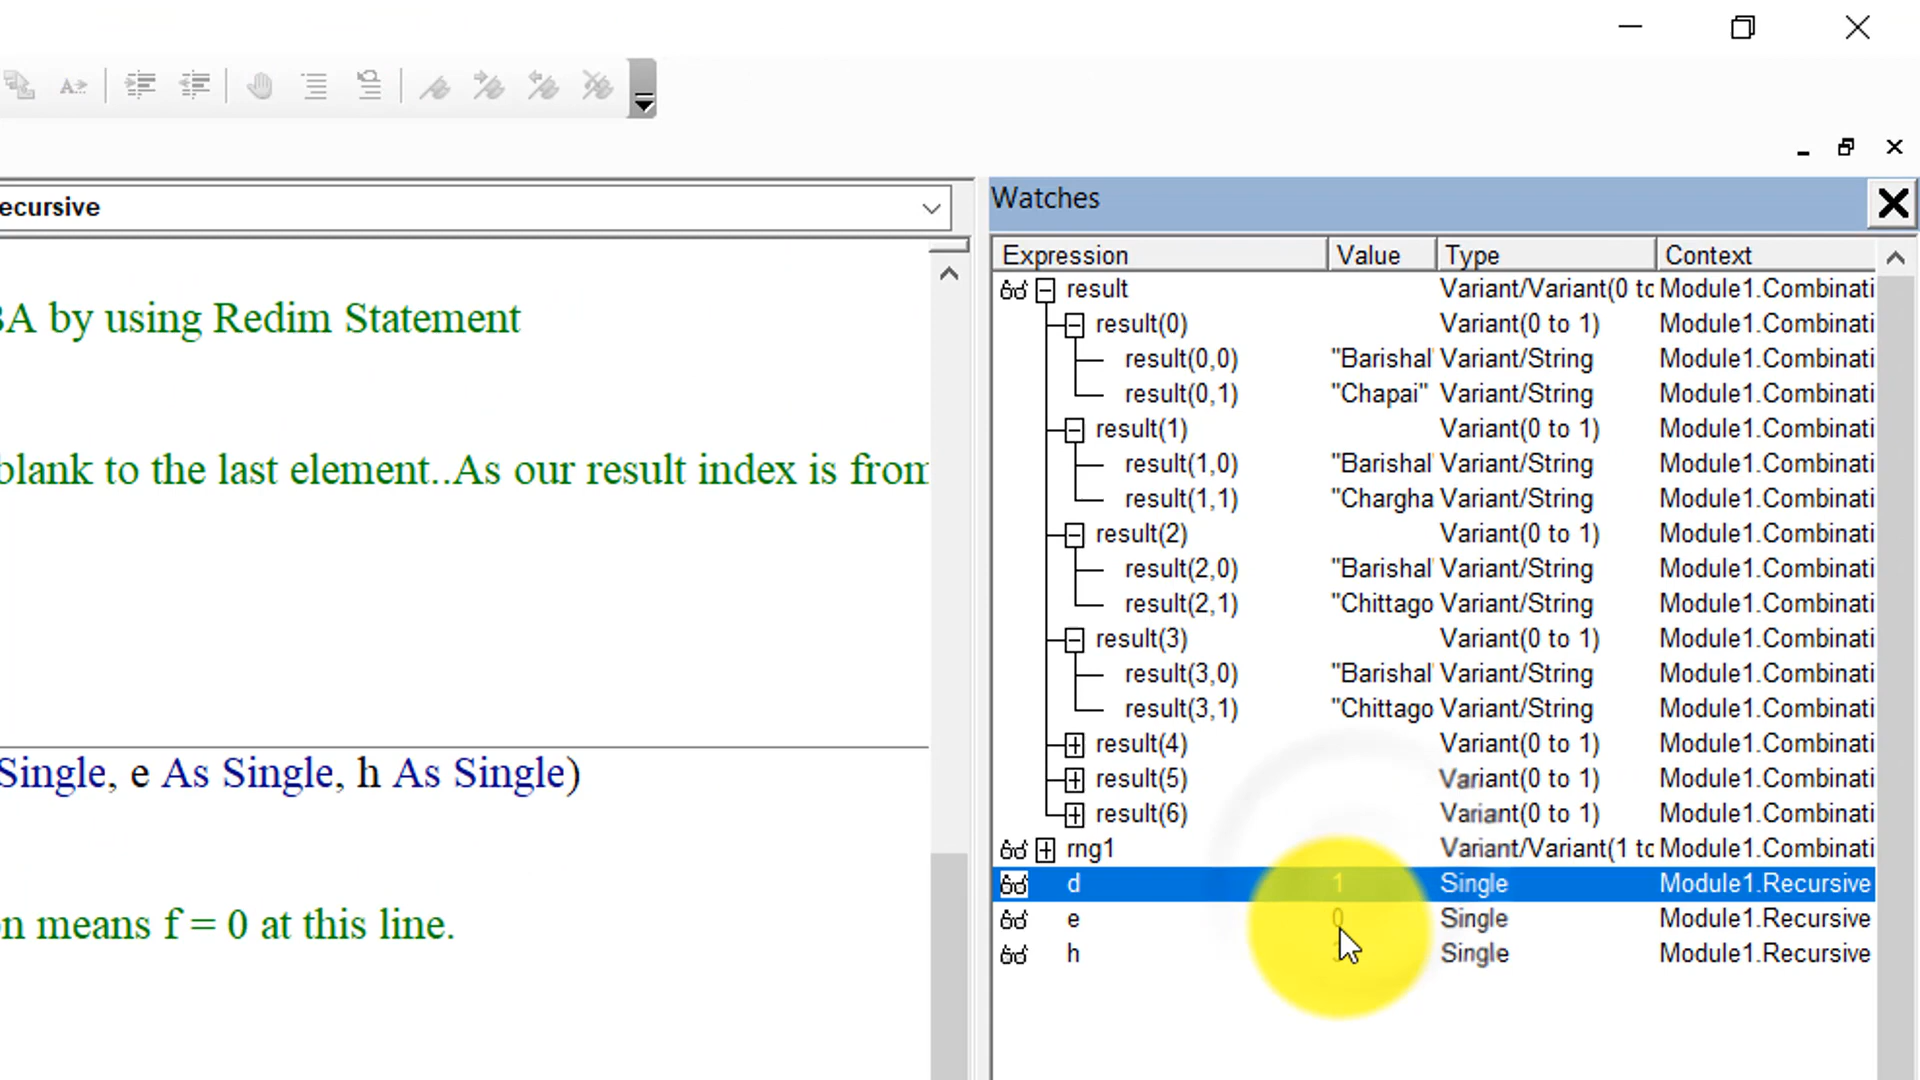 ecursive
BA by using Redim Statement
blank to the last element..As our result index is from
Single, e As Single, h As Single)
n means f = 0 at this line.
Watches
Expression Value Type Context
result Variant/Variant(0 tc Module1.Combinati
result(0) Variant(0 to 1) Module1.Combinati
result(0,0) "Barishal" Variant/String Module1.Combinati
result(0,1) "Chapai" Variant/String Module1.Combinati
result(1) Variant(0 to 1) Module1.Combinati
result(1,0) "Barishal" Variant/String Module1.Combinati
result(1,1) "Chargha Variant/String Module1.Combinati
result(2) Variant(0 to 1) Module1.Combinati
result(2,0) "Barishal" Variant/String Module1.Combinati
result(2,1) "Chittago Variant/String Module1.Combinati
result(3) Variant(0 to 1) Module1.Combinati
result(3,0) "Barishal" Variant/String Module1.Combinati
result(3,1) "Chittago Variant/String Module1.Combinati
result(4) Variant(0 to 1) Module1.Combinati
result(5) Variant(0 to 1) Module1.Combinati
result(6) Variant(0 to 1) Module1.Combinati
rng1 Variant/Variant(1 tc Module1.Combinati
d 1 Single Module1.Recursive
e 0 Single Module1.Recursive
h Single Module1.Recursive